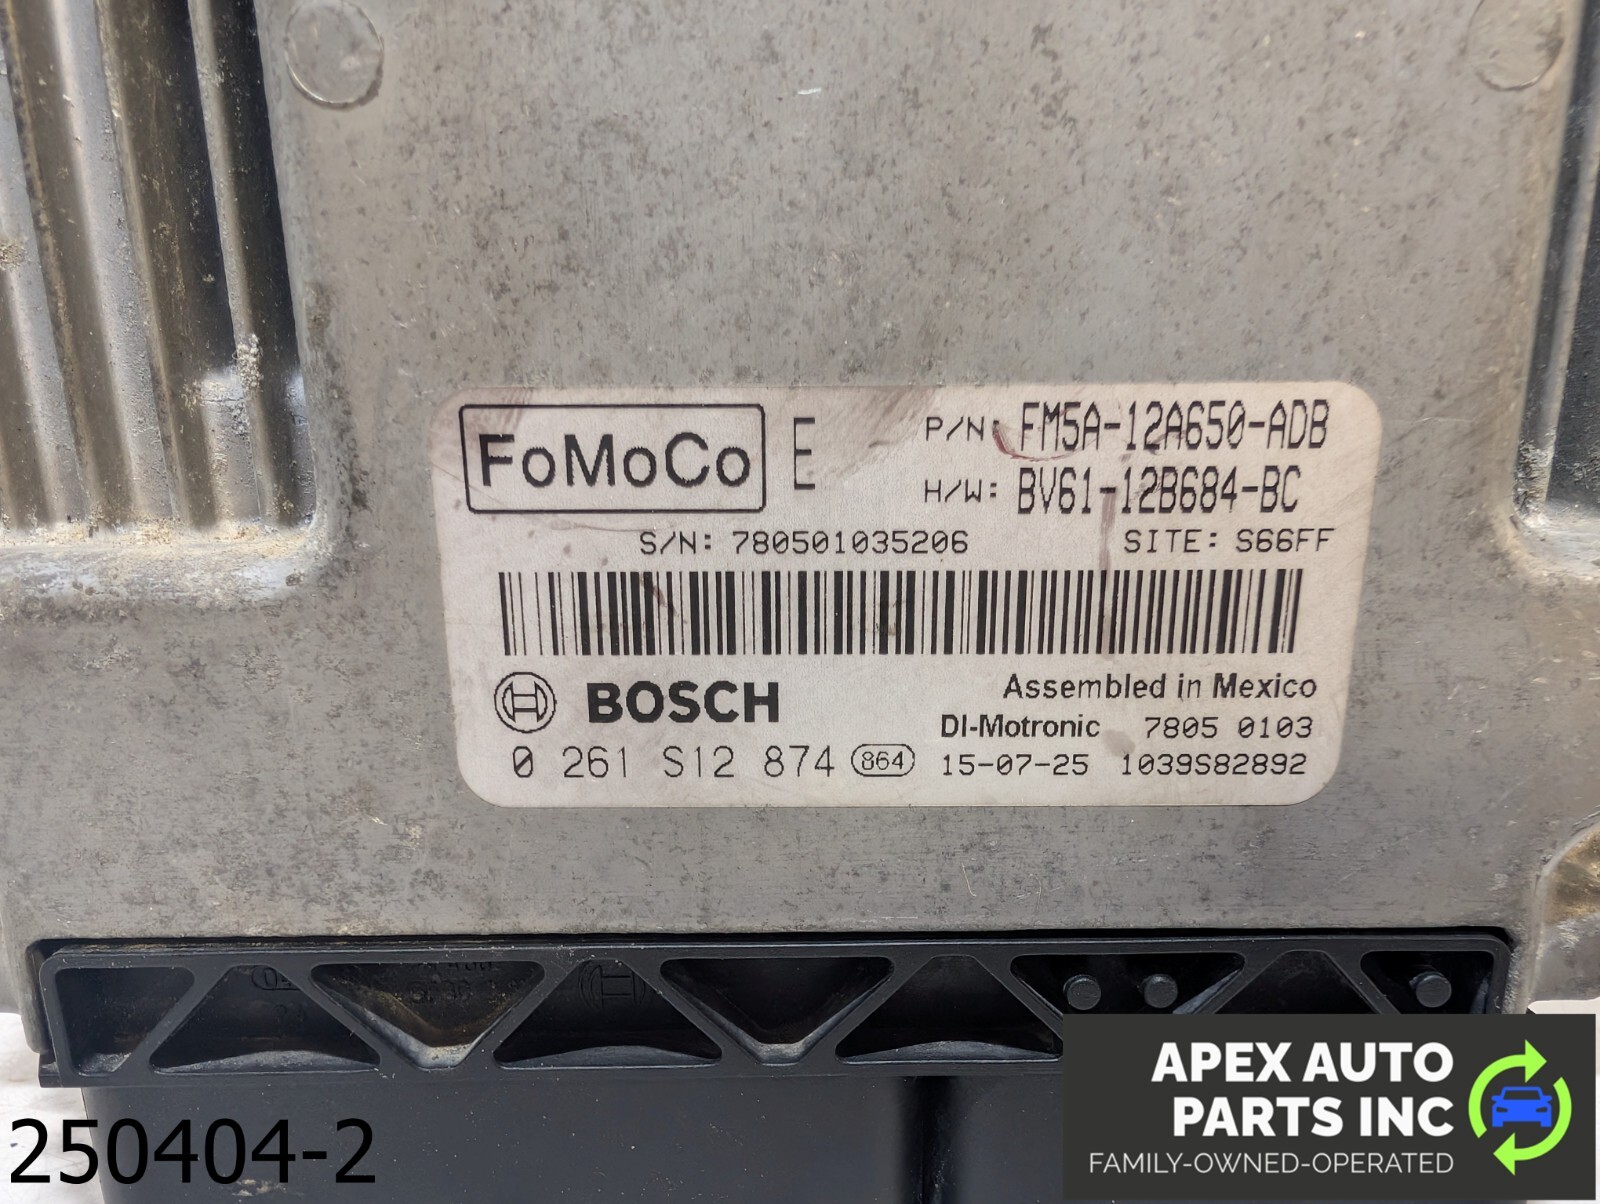 FoMoCo E P/N: FM5A-12A650-ADB
H/W: BV61-12B684-BC
S/N: 780501035206 SITE: S66FF
BOSCH Assembled in Mexico
DI-Motronic 7805 0103
0 261 S12 874 864 15-07-25 1039S82892
250404-2
APEX AUTO
PARTS INC
FAMILY-OWNED-OPERATED